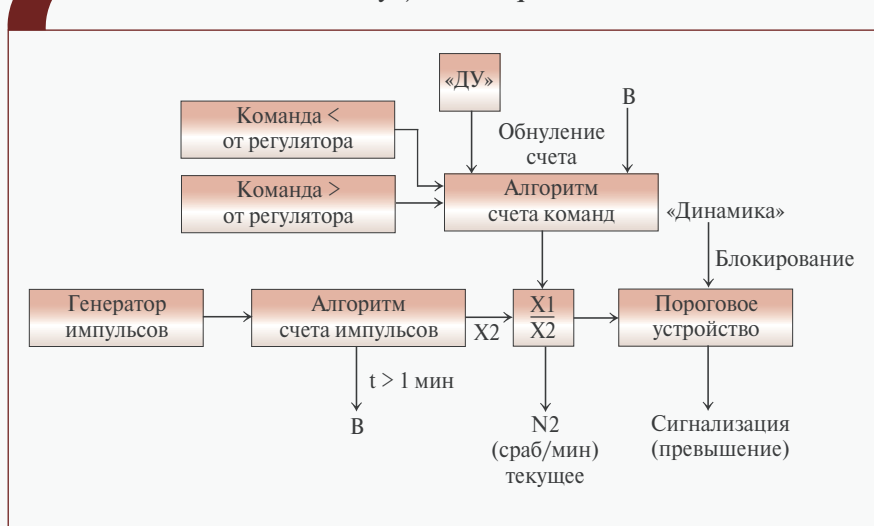 «ДУ»
Команда <
от регулятора
В
Обнуление
счета
Команда >
от регулятора
Алгоритм
счета команд
«Динамика»
Блокирование
Генератор
импульсов
Алгоритм
счета импульсов
X2
X1
X2
Пороговое
устройство
t > 1 мин
В
N2
(сраб/мин)
текущее
Сигнализация
(превышение)